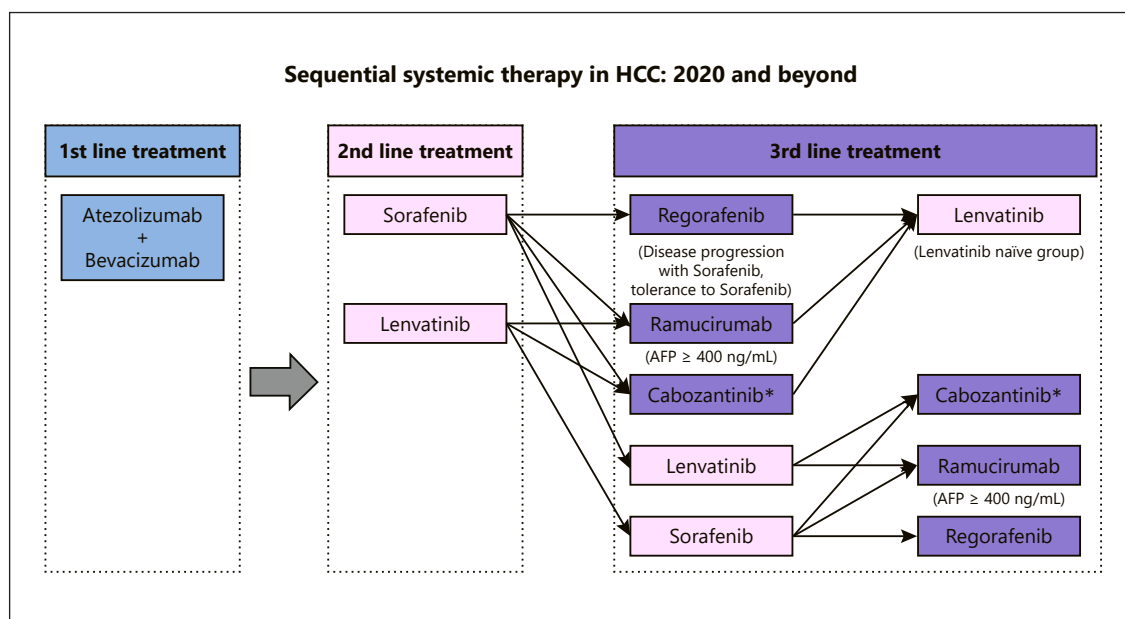 Sequential systemic therapy in HCC: 2020 and beyond
1st line treatment
Atezolizumab
+
Bevacizumab
2nd line treatment
Sorafenib
Lenvatinib
3rd line treatment
Regorafenib
(Disease progression
with Sorafenib,
tolerance to Sorafenib)
Ramucirumab
(AFP ≥ 400 ng/mL)
Cabozantinib*
Lenvatinib
Sorafenib
Lenvatinib
(Lenvatinib naïve group)
Cabozantinib*
Ramucirumab
(AFP ≥ 400 ng/mL)
Regorafenib